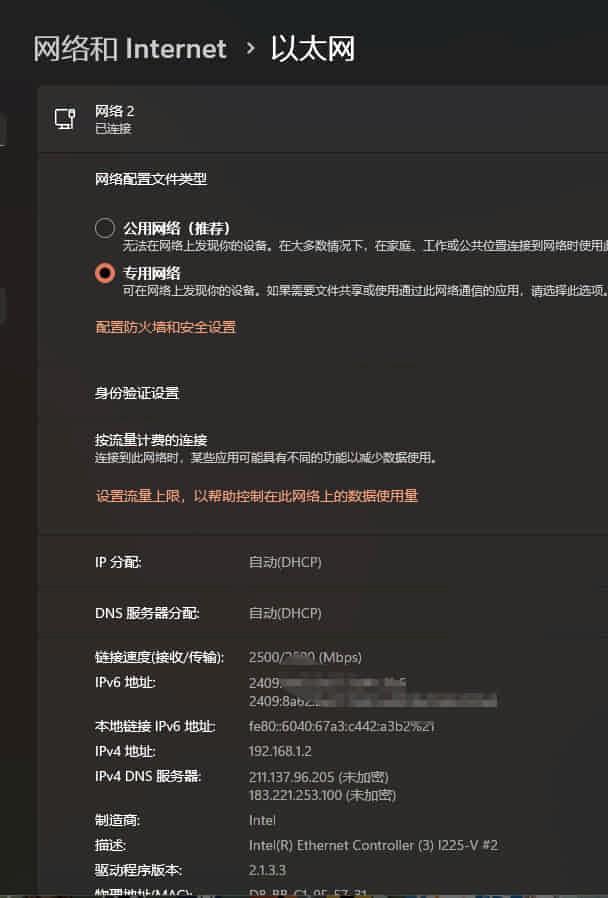 网络和 Internet › 以太网
网络 2
已连接
网络配置文件类型
公用网络（推荐）
无法在网络上发现你的设备。在大多数情况下，在家庭、工作或公共位置连接到网络时使用
专用网络
可在网络上发现你的设备。如果需要文件共享或使用通过此网络通信的应用，请选择此选项。
配置防火墙和安全设置
身份验证设置
按流量计费的连接
连接到此网络时，某些应用可能具有不同的功能以减少数据使用。
设置流量上限，以帮助控制在此网络上的数据使用量
IP 分配: 自动(DHCP)
DNS 服务器分配: 自动(DHCP)
链接速度(接收/传输): 2500/ (Mbps)
IPv6 地址: 2409:
2409:8a62:
本地链接 IPv6 地址: fe80::6040:67a3:c442:a3b2%21
IPv4 地址: 192.168.1.2
IPv4 DNS 服务器: 211.137.96.205 (未加密)
183.221.253.100 (未加密)
制造商: Intel
描述: Intel(R) Ethernet Controller (3) I225-V #2
驱动程序版本: 2.1.3.3
物理地址(MAC):